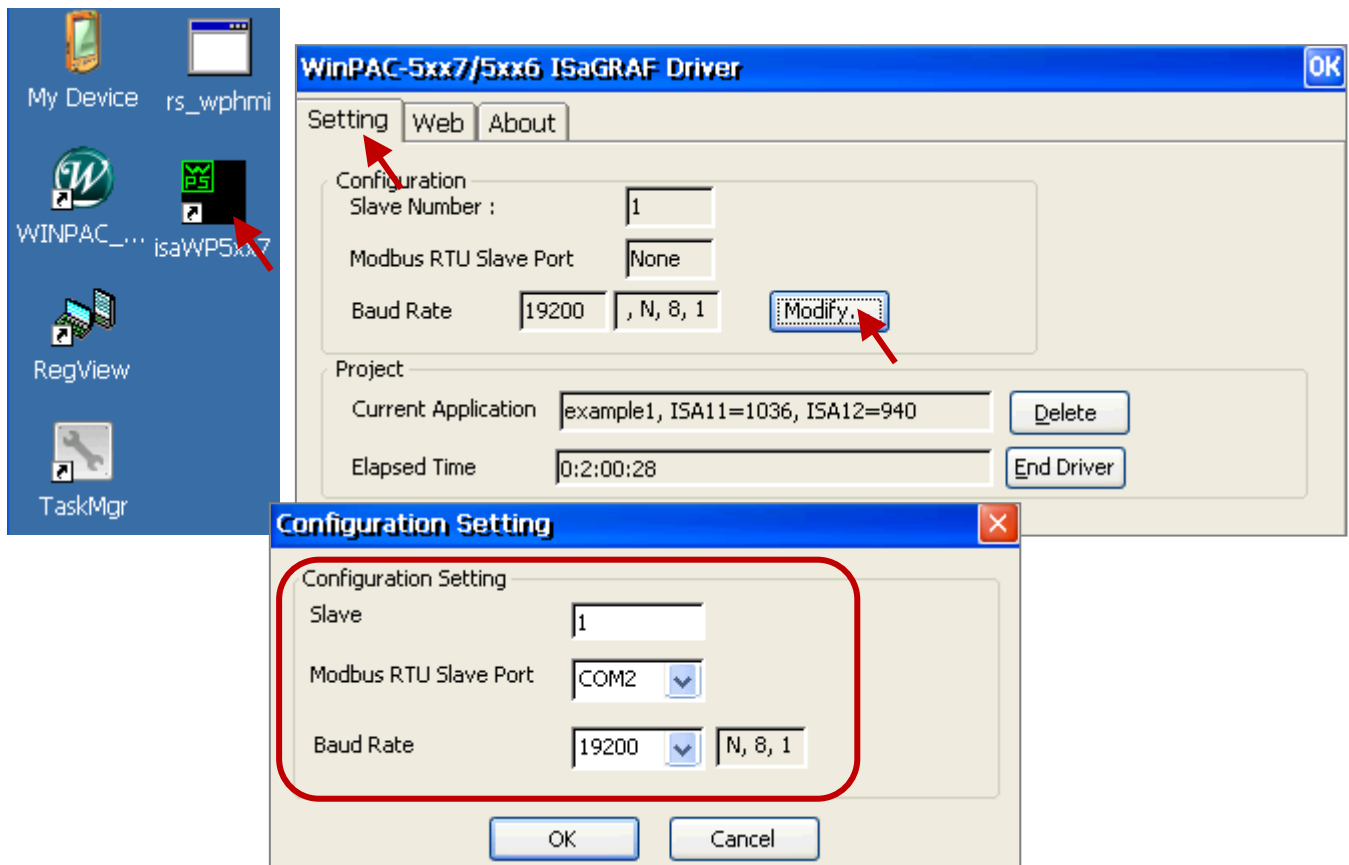 My Device
rs_wphmi
WINPAC_...
isaWP5xx7
RegView
TaskMgr
WinPAC-5xx7/5xx6 ISaGRAF Driver
OK
Setting
Web
About
Configuration
Slave Number :
1
Modbus RTU Slave Port
None
Baud Rate
19200
, N, 8, 1
Modify...
Project
Current Application
example1, ISA11=1036, ISA12=940
Delete
Elapsed Time
0:2:00:28
End Driver
Configuration Setting
Configuration Setting
Slave
1
Modbus RTU Slave Port
COM2
Baud Rate
19200
N, 8, 1
OK
Cancel